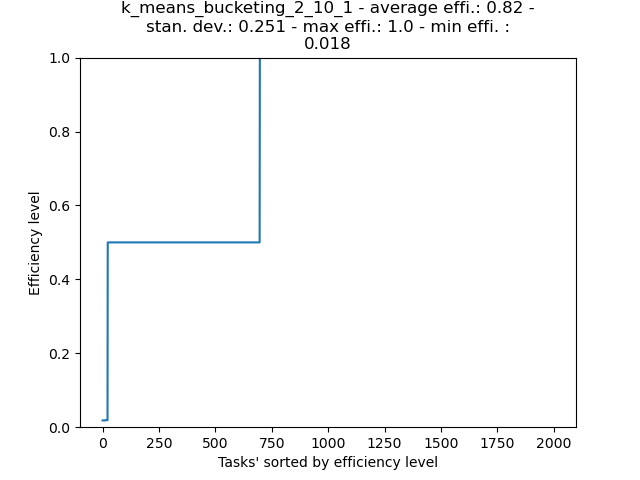 k_means_bucketing_2_10_1 - average effi.: 0.82 -
stan. dev.: 0.251 - max effi.: 1.0 - min effi. :
0.018
1.0
0.8
0.6
0.4
0.2
0.0
Efficiency level
0 250 500 750 1000 1250 1500 1750 2000
Tasks' sorted by efficiency level